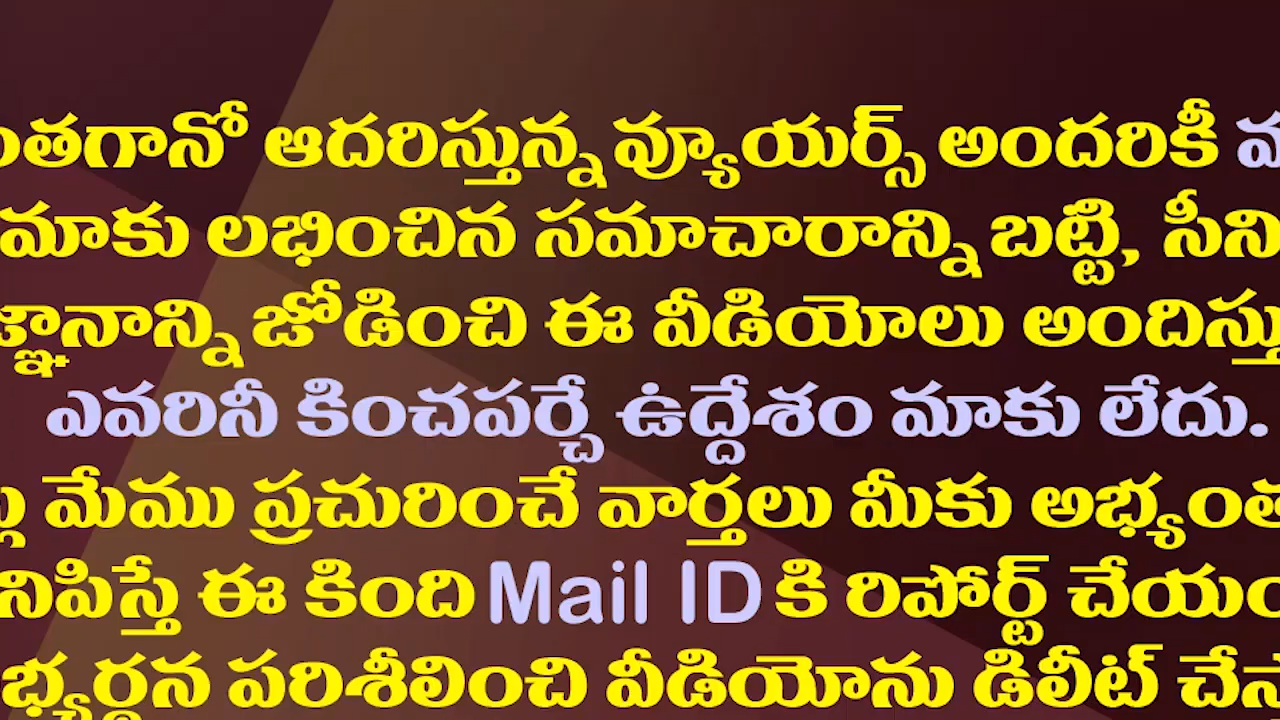 ంతగానో ఆదరిస్తున్న వ్యూయర్స్ అందరికీ
మాకు లభించిన సమాచారాన్ని బట్టి, సీని
జ్ఞానాన్ని జోడించి ఈ వీడియోలు అందిస్తు
ఎవరినీ కించపర్చే ఉద్దేశం మాకు లేదు.
మేము ప్రచురించే వార్తలు మీకు అభ్యంత
నిపిస్తే ఈ కింది Mail ID కి రిపోర్ట్ చేయం
భ్యర్థన పరిశీలించి వీడియోను డిలీట్ చేస